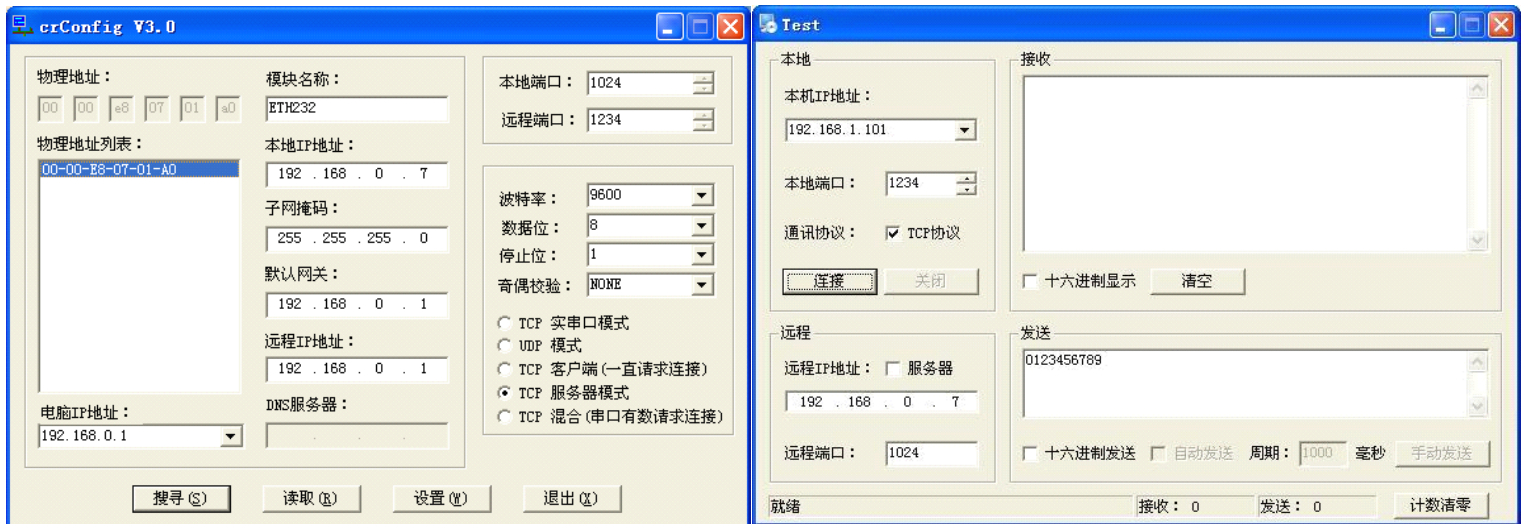 crConfig V3.0
物理地址：
00 00 e8 07 01 a0
物理地址列表：
00-00-E8-07-01-A0
电脑IP地址：
192.168.0.1
模块名称：
ETH232
本地IP地址：
192 . 168 . 0 . 7
子网掩码：
255 . 255 . 255 . 0
默认网关：
192 . 168 . 0 . 1
远程IP地址：
192 . 168 . 0 . 1
DNS服务器：
. . .
本地端口： 1024
远程端口： 1234
波特率： 9600
数据位： 8
停止位： 1
奇偶校验： NONE
TCP 实串口模式
UDP 模式
TCP 客户端(一直请求连接)
TCP 服务器模式
TCP 混合(串口有数请求连接)
搜寻(S) 读取(R) 设置(W) 退出(X)
Test
本地
本机IP地址：
192.168.1.101
本地端口： 1234
通讯协议： TCP协议
连接 关闭
远程
远程IP地址： 服务器
192 . 168 . 0 . 7
远程端口： 1024
接收
十六进制显示 清空
发送
0123456789
十六进制发送 自动发送 周期： 1000 毫秒 手动发送
就绪 接收： 0 发送： 0 计数清零